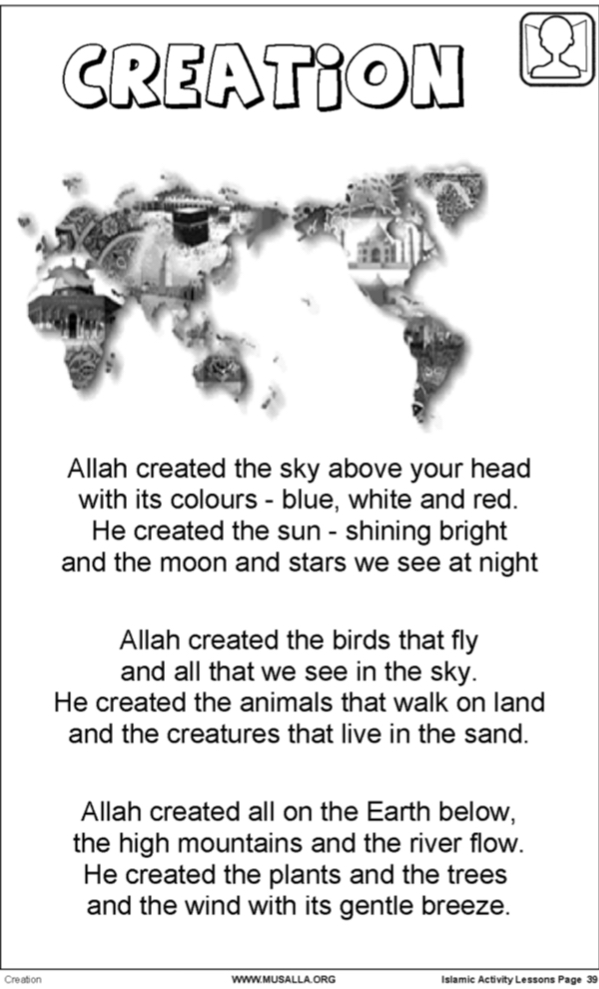 CREATiON
Allah created the sky above your head
with its colours - blue, white and red.
He created the sun - shining bright
and the moon and stars we see at night
Allah created the birds that fly
and all that we see in the sky.
He created the animals that walk on land
and the creatures that live in the sand.
Allah created all on the Earth below,
the high mountains and the river flow.
He created the plants and the trees
and the wind with its gentle breeze.
Creation WWW.MUSALLA.ORG Islamic Activity Lessons Page 39